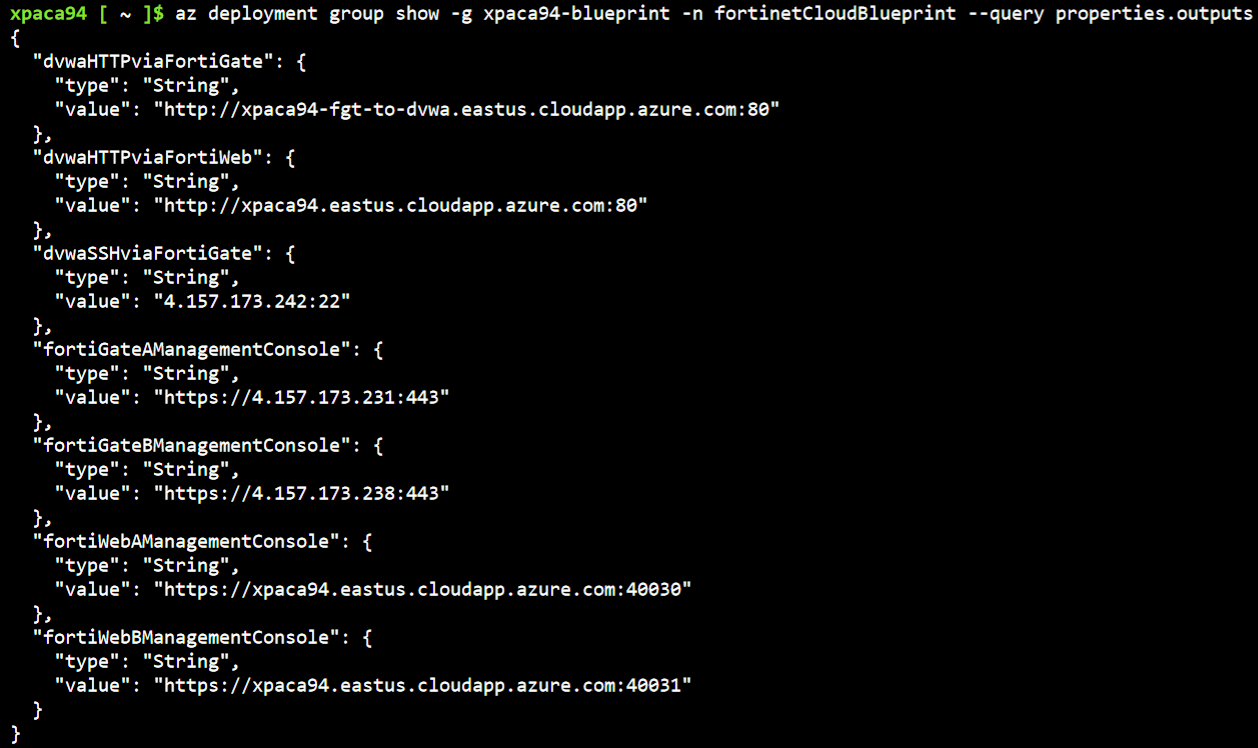 xpaca94 [ ~ ]$ az deployment group show -g xpaca94-blueprint -n fortinetCloudBlueprint --query properties.outputs
{
  "dvwaHTTPviaFortiGate": {
    "type": "String",
    "value": "http://xpaca94-fgt-to-dvwa.eastus.cloudapp.azure.com:80"
  },
  "dvwaHTTPviaFortiWeb": {
    "type": "String",
    "value": "http://xpaca94.eastus.cloudapp.azure.com:80"
  },
  "dvwaSSHviaFortiGate": {
    "type": "String",
    "value": "4.157.173.242:22"
  },
  "fortiGateAManagementConsole": {
    "type": "String",
    "value": "https://4.157.173.231:443"
  },
  "fortiGateBManagementConsole": {
    "type": "String",
    "value": "https://4.157.173.238:443"
  },
  "fortiWebAManagementConsole": {
    "type": "String",
    "value": "https://xpaca94.eastus.cloudapp.azure.com:40030"
  },
  "fortiWebBManagementConsole": {
    "type": "String",
    "value": "https://xpaca94.eastus.cloudapp.azure.com:40031"
  }
}